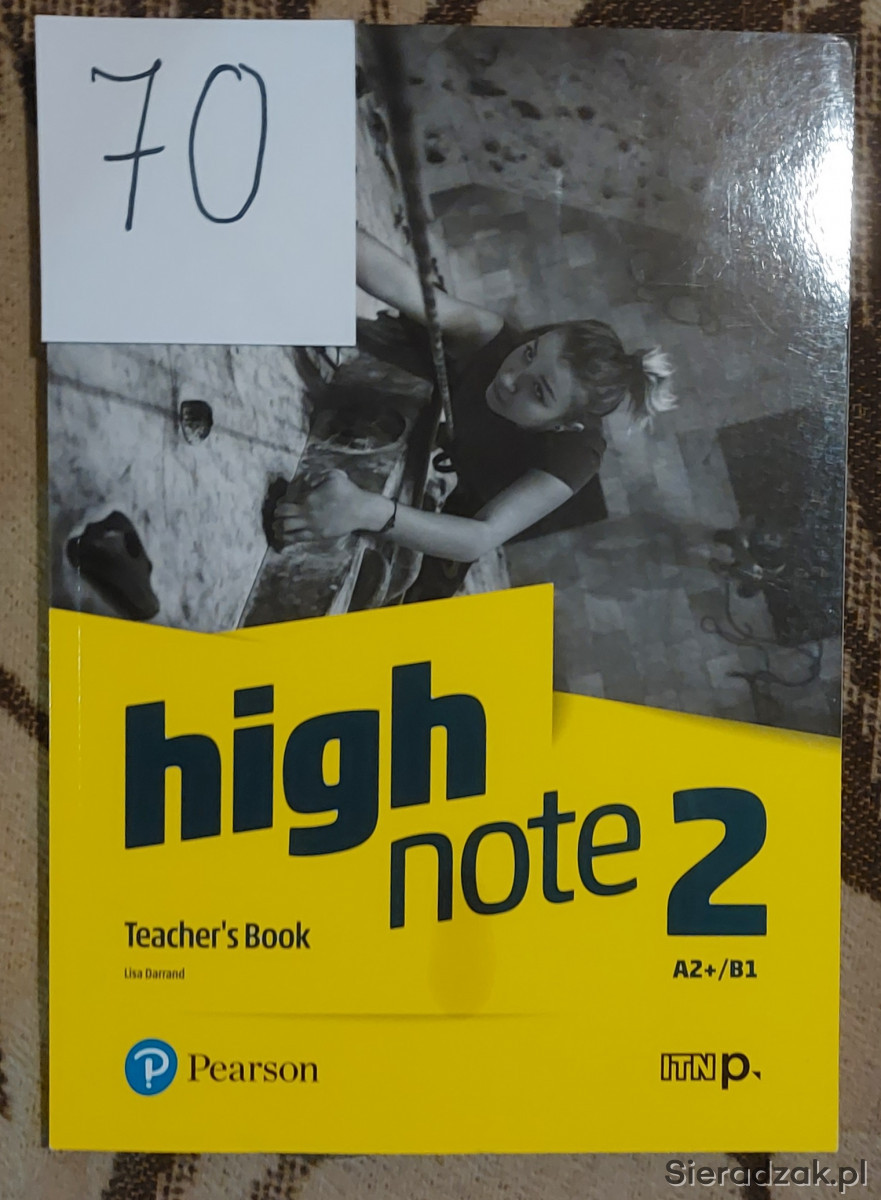 70
high
note 2
Teacher's Book
Lisa Darrand
A2+/B1
Pearson
ITN p.
Sieradzak.pl